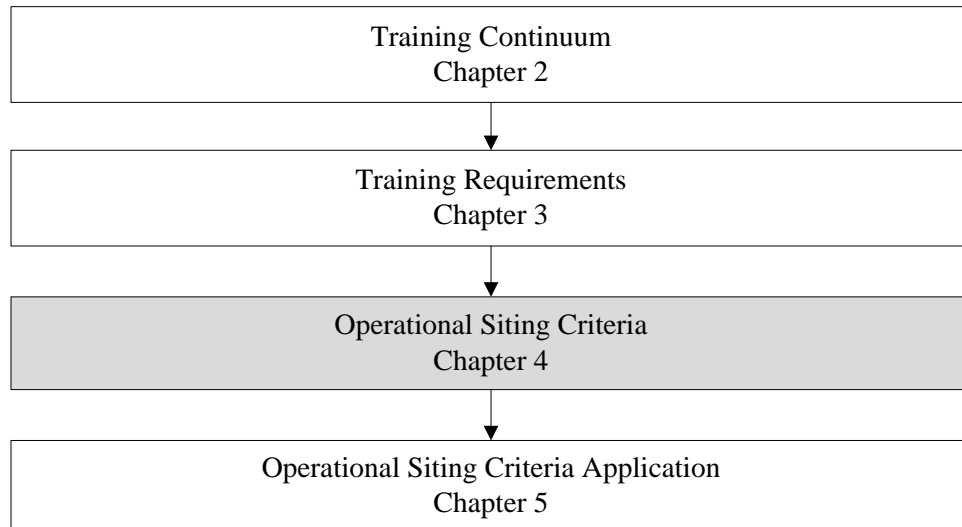 Training Continuum
Chapter 2
Training Requirements
Chapter 3
Operational Siting Criteria
Chapter 4
Operational Siting Criteria Application
Chapter 5